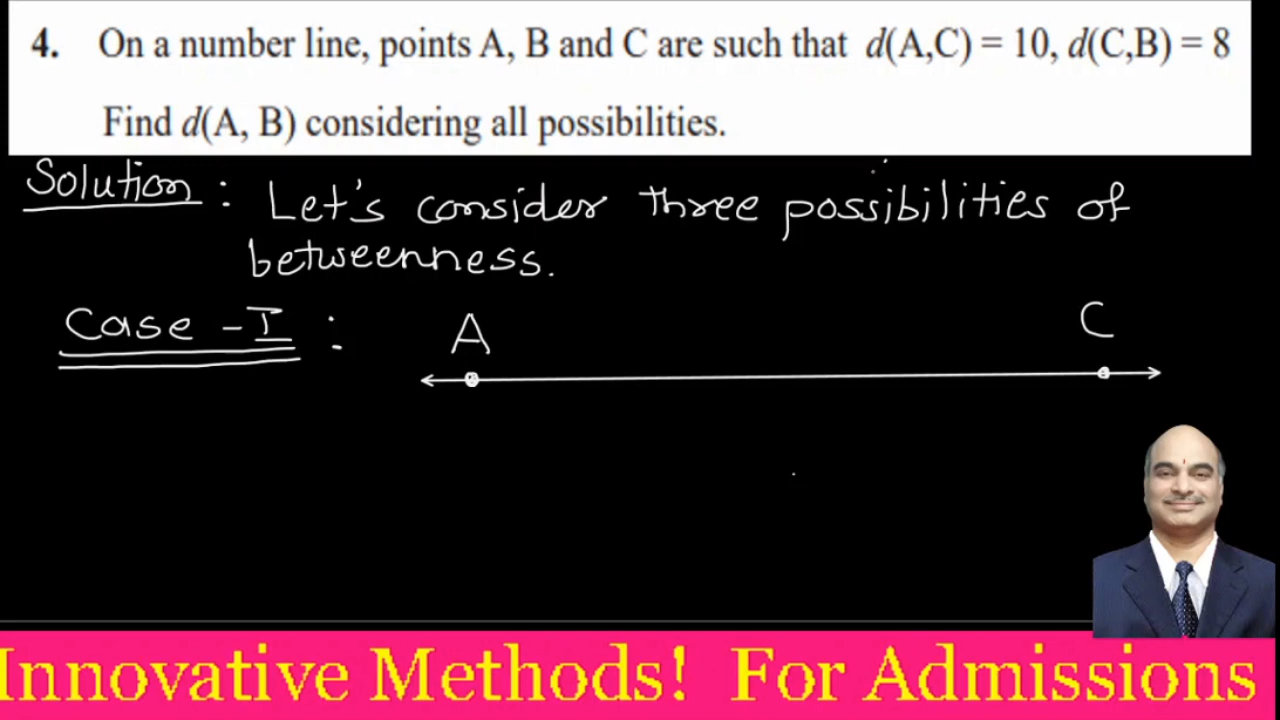 4. On a number line, points A, B and C are such that d(A,C) = 10, d(C,B) = 8
Find d(A, B) considering all possibilities.
Solution : Let's consider three possibilities of
betweenness.
Case - I :
A C
Innovative Methods! For Admissions